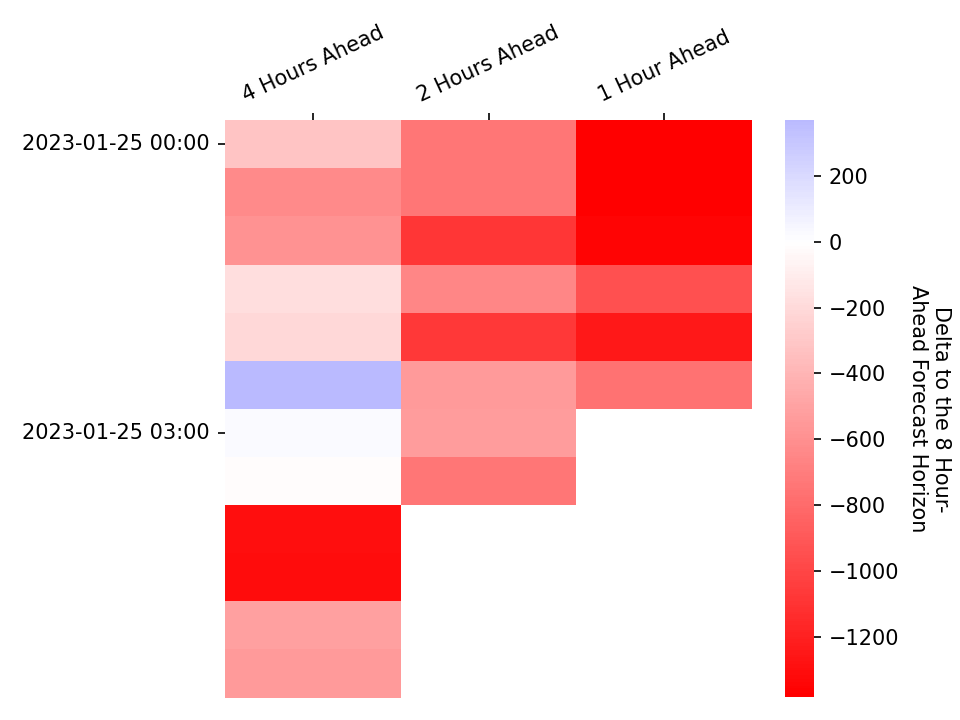 4 Hours Ahead
2 Hours Ahead
1 Hour Ahead
2023-01-25 00:00
2023-01-25 03:00
200
0
−200
−400
−600
−800
−1000
−1200
Delta to the 8 Hour-
Ahead Forecast Horizon